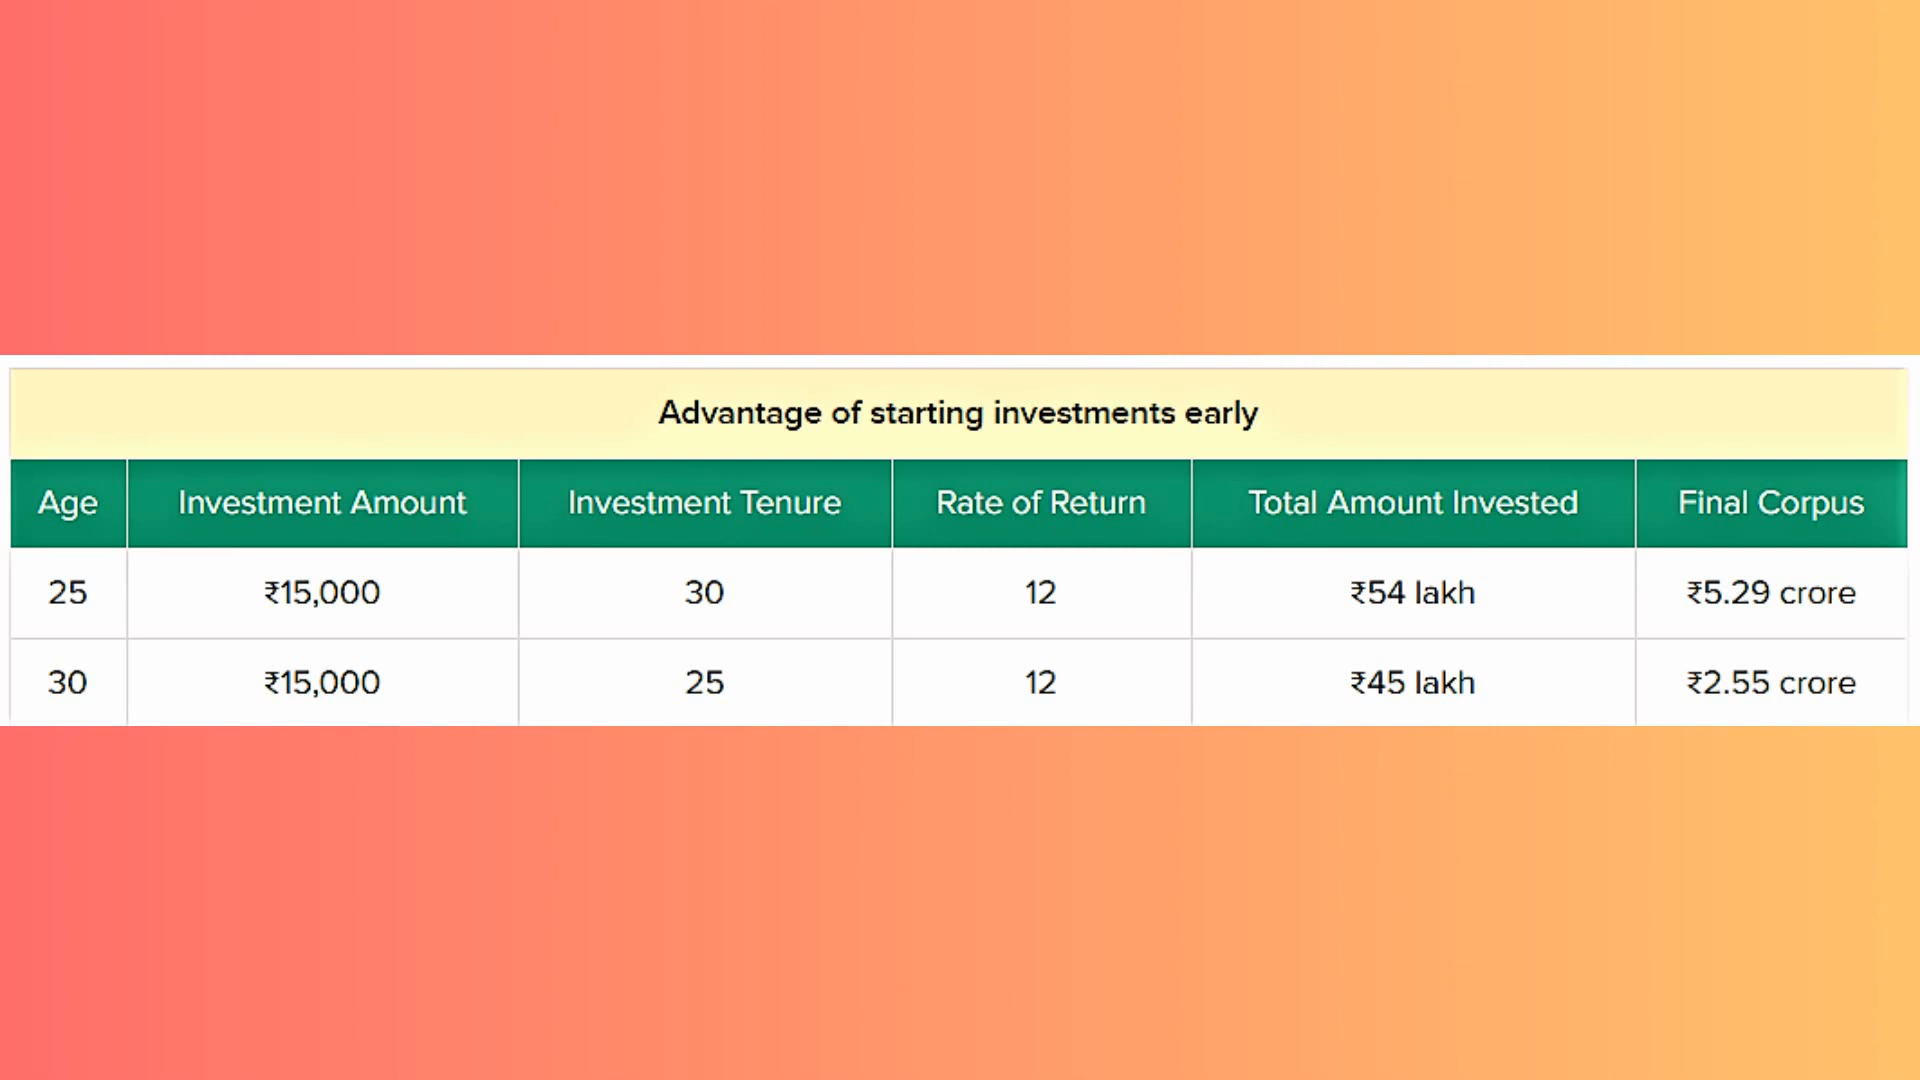 Advantage of starting investments early
Age Investment Amount Investment Tenure Rate of Return Total Amount Invested Final Corpus
25 ₹15,000 30 12 ₹54 lakh ₹5.29 crore
30 ₹15,000 25 12 ₹45 lakh ₹2.55 crore